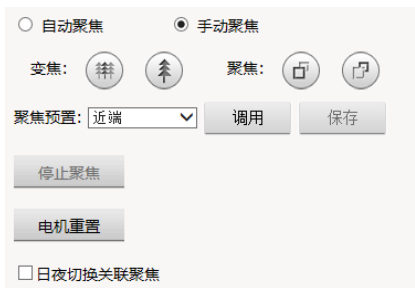 自动聚焦 手动聚焦
变焦: 聚焦:
聚焦预置: 近端 调用 保存
停止聚焦
电机重置
日夜切换关联聚焦